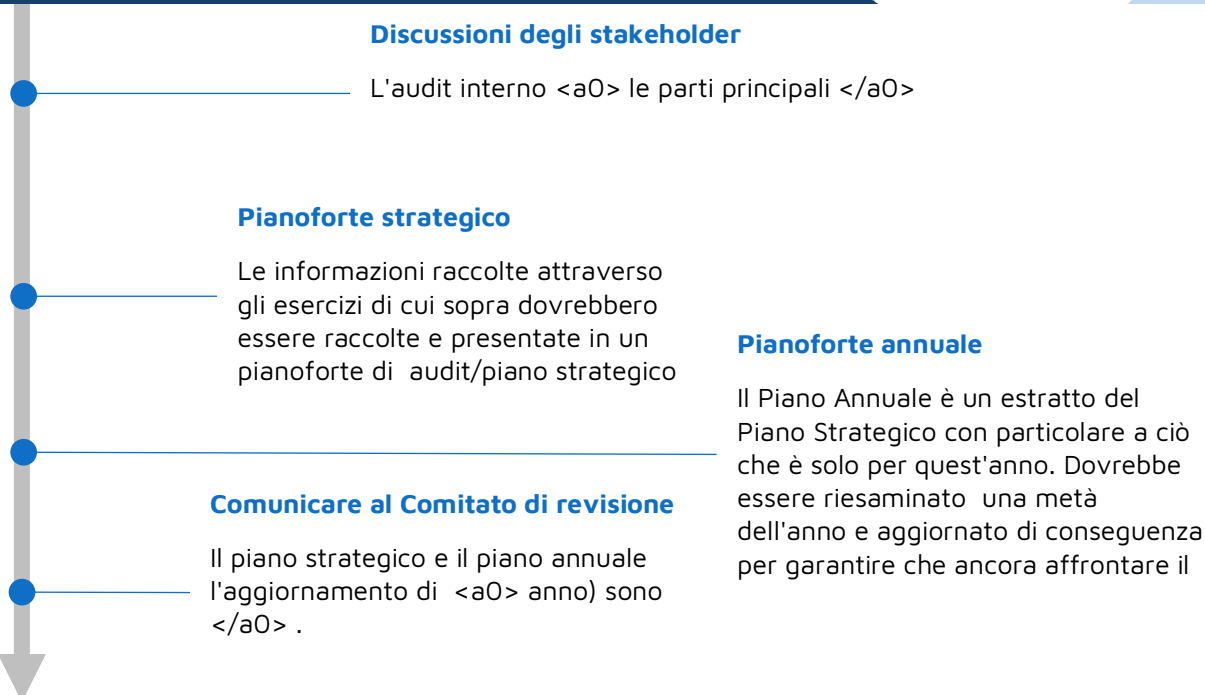 Discussioni degli stakeholder
L'audit interno <a0> le parti principali </a0>
Pianoforte strategico
Le informazioni raccolte attraverso
gli esercizi di cui sopra dovrebbero
essere raccolte e presentate in un
pianoforte di  audit/piano strategico
Pianoforte annuale
Il Piano Annuale è un estratto del
Piano Strategico con particolare a ciò
che è solo per quest'anno. Dovrebbe
essere riesaminato  una metà
dell'anno e aggiornato di conseguenza
per garantire che ancora affrontare il
Comunicare al Comitato di revisione
Il piano strategico e il piano annuale
l'aggiornamento di  <a0> anno) sono
</a0> .